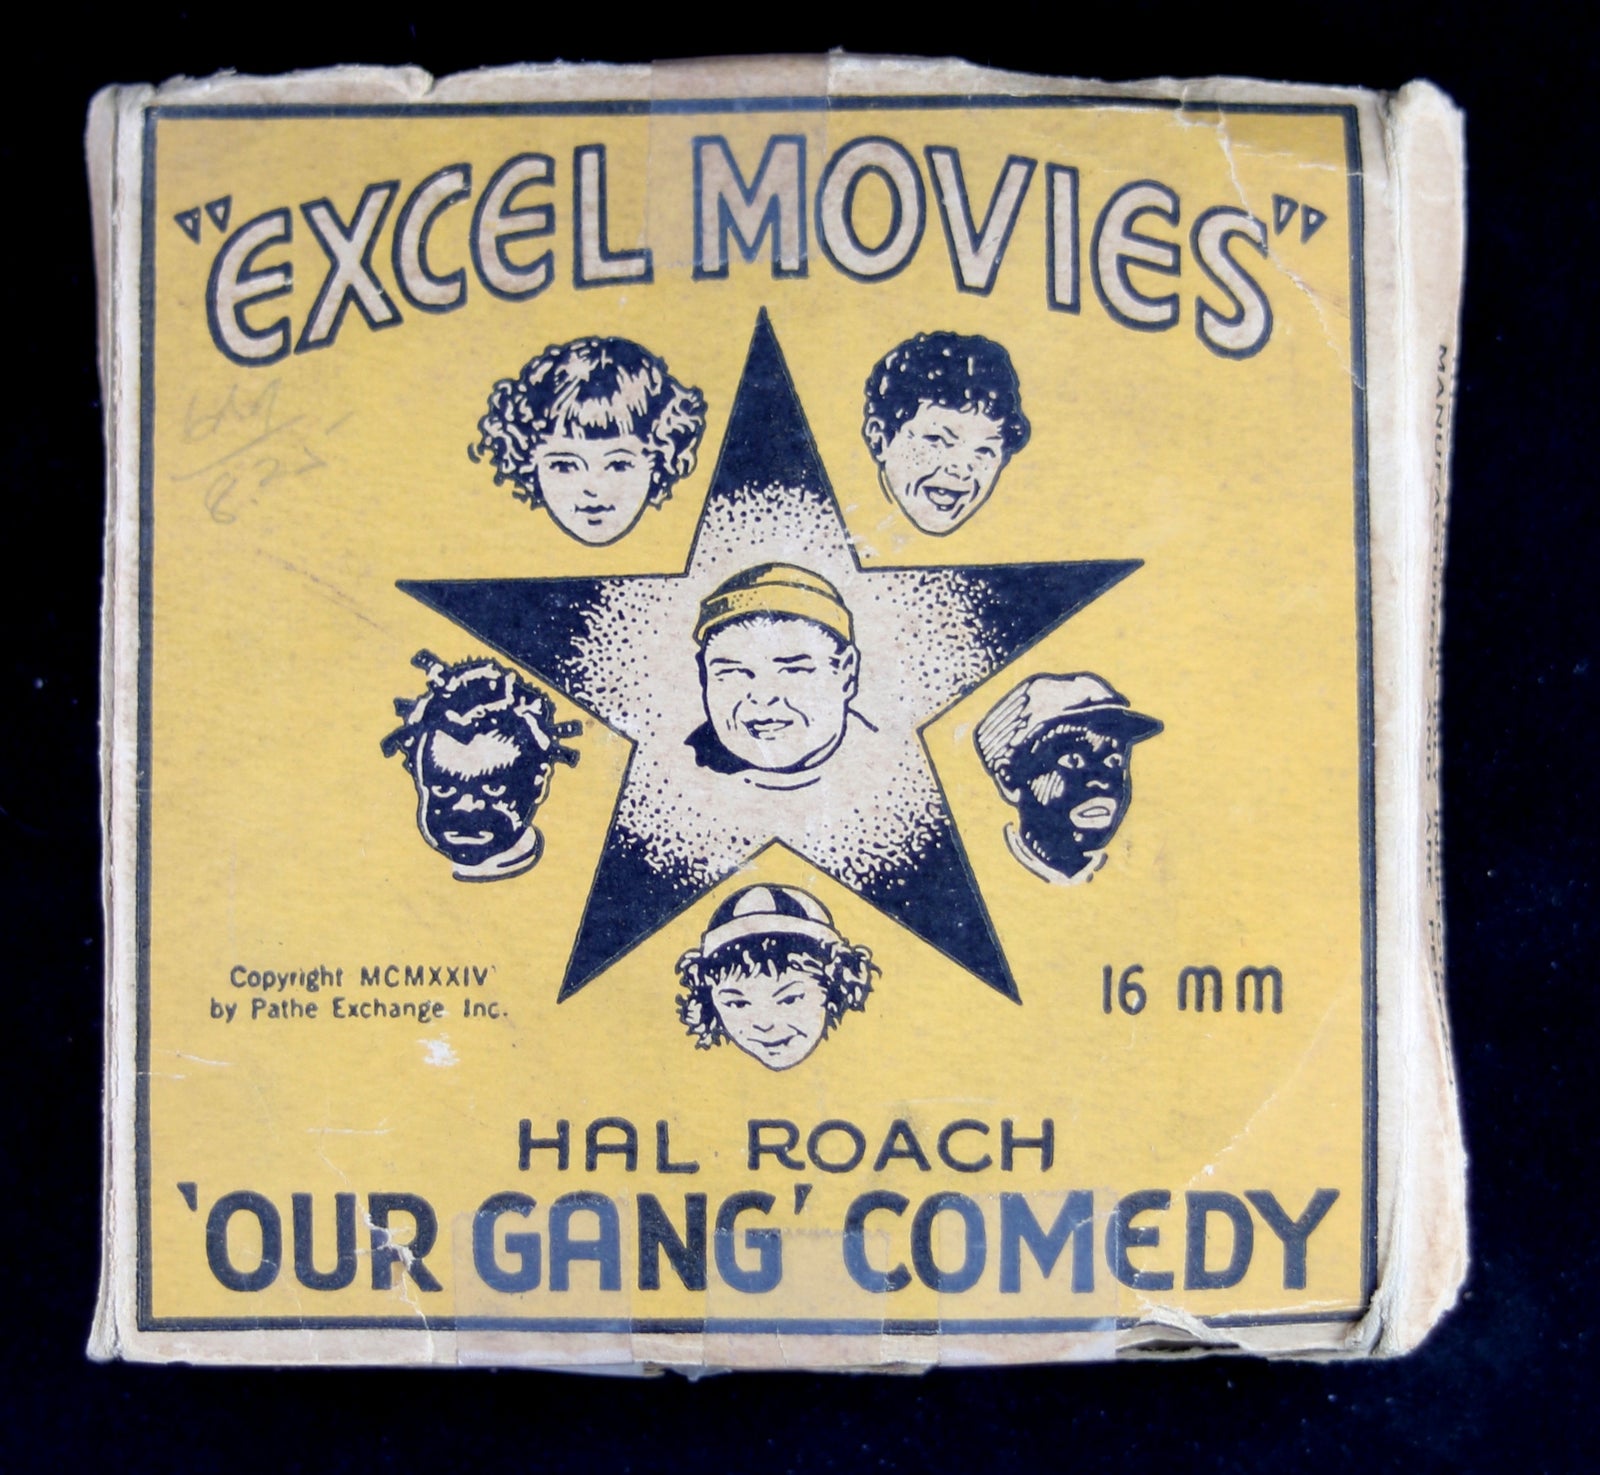 "EXCEL MOVIES"
Copyright MCMXXIV
by Pathe Exchange Inc.
16 mm
HAL ROACH
'OUR GANG' COMEDY